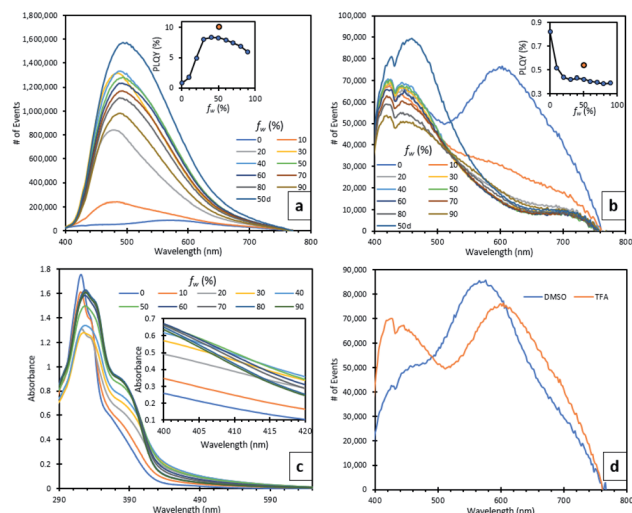 1,800,000
1,600,000
1,400,000
1,200,000
1,000,000
800,000
600,000
400,000
200,000
0
# of Events
400 500 600 700 800
Wavelength (nm)
PLQY (%)
10
5
0
0 50 100
fw (%)
fw (%)
0 10
20 30
40 50
60 70
80 90
50d
a
100,000
90,000
80,000
70,000
60,000
50,000
40,000
30,000
20,000
10,000
0
# of Events
400 500 600 700 800
Wavelength (nm)
PLQY (%)
0.9
0.7
0.5
0.3
0 50 100
fw (%)
fw (%)
0 10
20 30
40 50
60 70
80 90
50d
b
1.8
1.6
1.4
1.2
1
0.8
0.6
0.4
0.2
0
Absorbance
290 390 490 590
Wavelength (nm)
fw (%)
0 10 20 30 40
50 60 70 80 90
Absorbance
0.7
0.6
0.5
0.4
0.3
0.2
0.1
400 405 410 415 420
Wavelength (nm)
c
90,000
80,000
70,000
60,000
50,000
40,000
30,000
20,000
10,000
0
# of Events
400 500 600 700 800
Wavelength (nm)
DMSO TFA
d